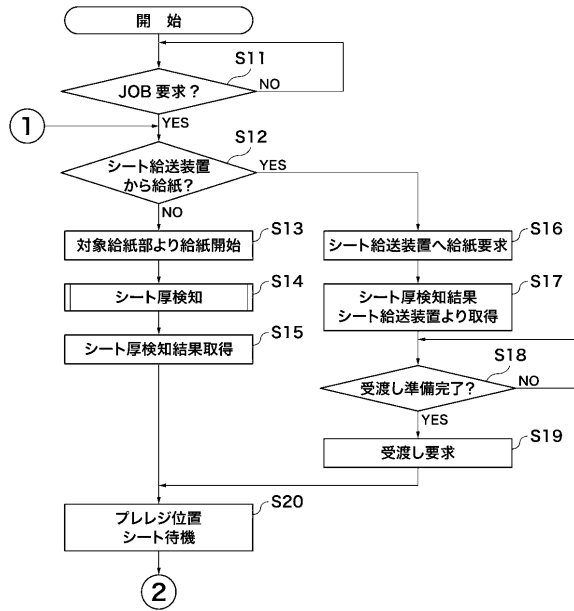 開 始
S11
JOB 要求？
NO
YES
1
S12
シート給送装置
から給紙？
YES
NO
S13
対象給紙部より給紙開始
S14
シート厚検知
S15
シート厚検知結果取得
S16
シート給送装置へ給紙要求
S17
シート厚検知結果
シート給送装置より取得
S18
受渡し準備完了？
NO
YES
S19
受渡し要求
S20
プレレジ位置
シート待機
2